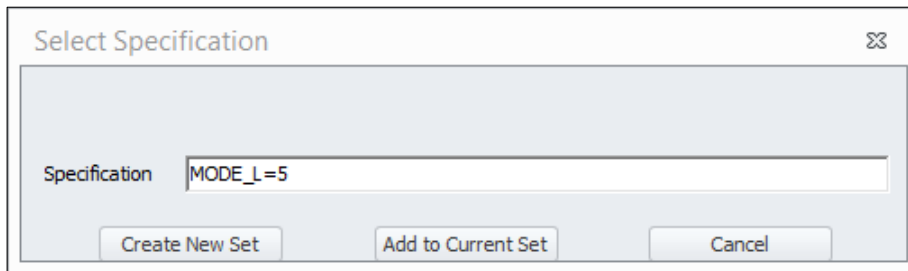 Select Specification
Specification MODE_L=5
Create New Set Add to Current Set Cancel